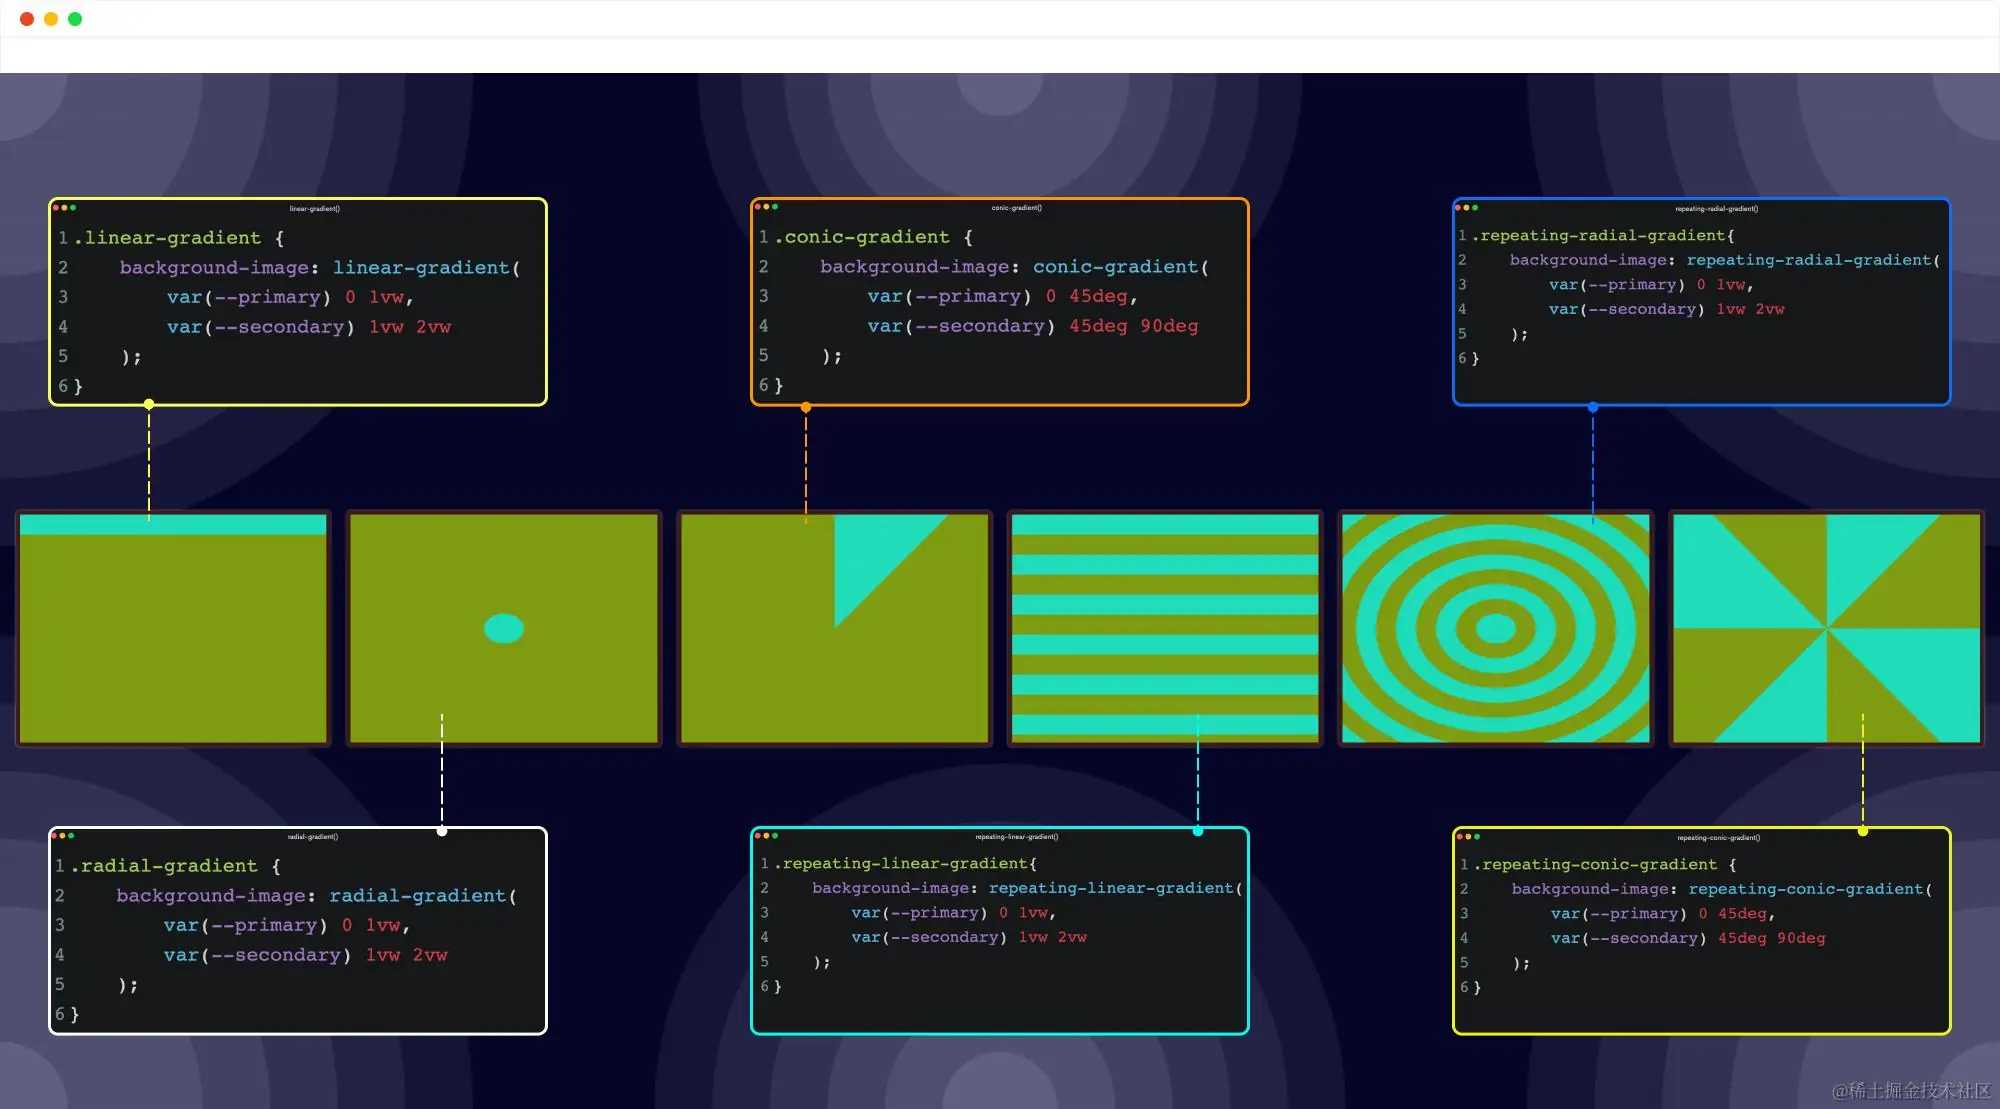 linear-gradient()
1 .linear-gradient {
2 background-image: linear-gradient(
3 var(--primary) 0 1vw,
4 var(--secondary) 1vw 2vw
5 );
6 }
conic-gradient()
1 .conic-gradient {
2 background-image: conic-gradient(
3 var(--primary) 0 45deg,
4 var(--secondary) 45deg 90deg
5 );
6 }
repeating-radial-gradient()
1 .repeating-radial-gradient{
2 background-image: repeating-radial-gradient(
3 var(--primary) 0 1vw,
4 var(--secondary) 1vw 2vw
5 );
6 }
radial-gradient()
1 .radial-gradient {
2 background-image: radial-gradient(
3 var(--primary) 0 1vw,
4 var(--secondary) 1vw 2vw
5 );
6 }
repeating-linear-gradient()
1 .repeating-linear-gradient{
2 background-image: repeating-linear-gradient(
3 var(--primary) 0 1vw,
4 var(--secondary) 1vw 2vw
5 );
6 }
repeating-conic-gradient()
1 .repeating-conic-gradient {
2 background-image: repeating-conic-gradient(
3 var(--primary) 0 45deg,
4 var(--secondary) 45deg 90deg
5 );
6 }
@稀土掘金技术社区